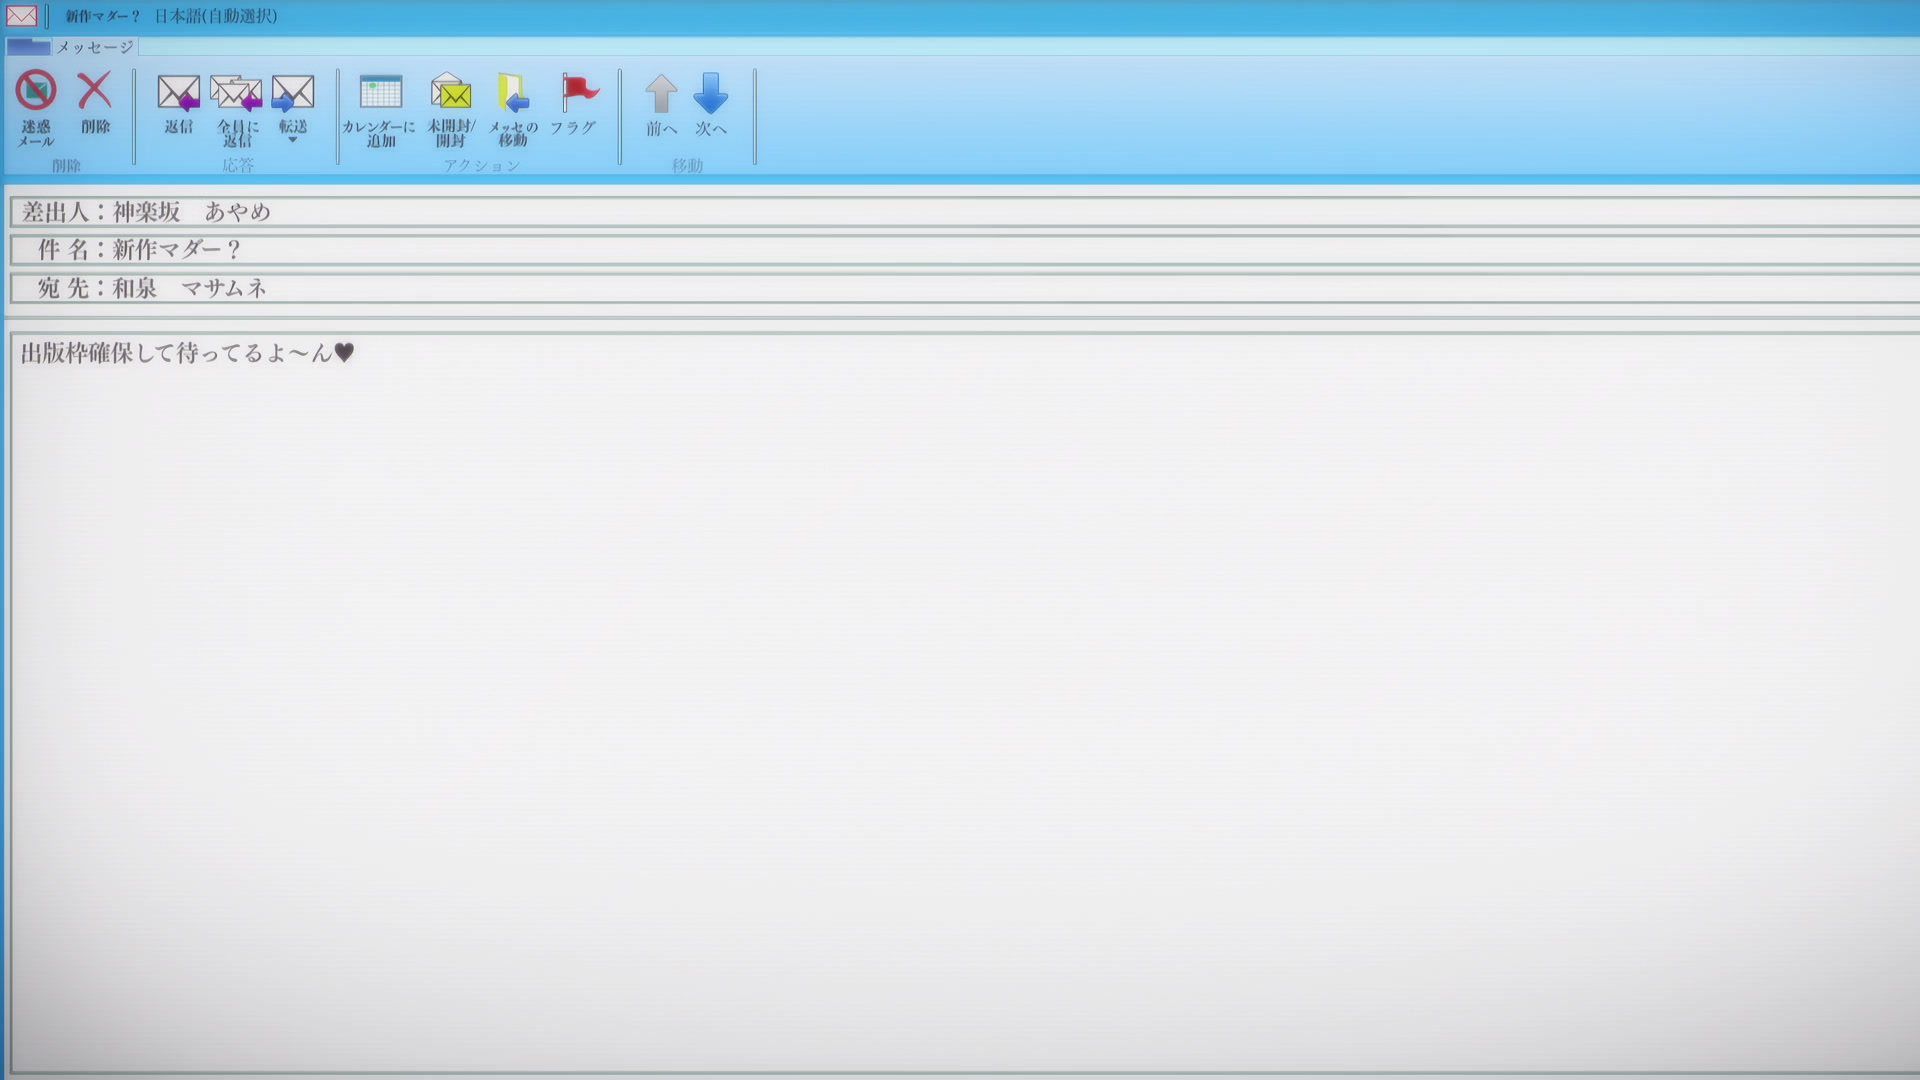 新作マダー？ 日本語(自動選択)
メッセージ
迷惑
メール
削除
返信
全員に
返信
転送
カレンダーに
追加
未開封/
開封
メッセの
移動
フラグ
前へ
次へ
削除
応答
アクション
移動
差出人：神楽坂　あやめ
件 名：新作マダー？
宛 先：和泉　マサムネ
出版枠確保して待ってるよ～ん♥